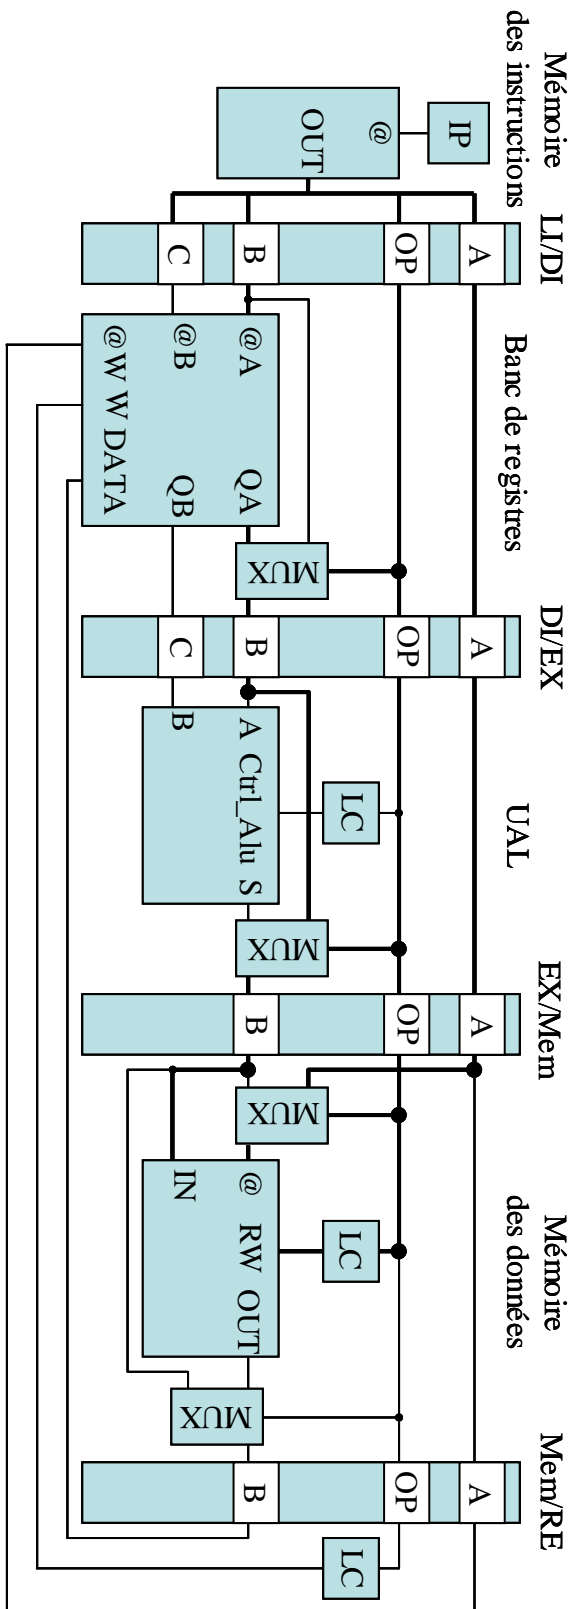 Mémoire
des instructions
LI/DI
Banc de registres
DI/EX
UAL
EX/Mem
Mémoire
des données
Mem/RE
IP
@
OUT
A
OP
B
C
@A
@B
@W W DATA
QA
QB
MUX
A
OP
B
C
A Ctrl_Alu S
B
LC
MUX
A
OP
B
MUX
@ RW OUT
IN
LC
MUX
A
OP
B
LC